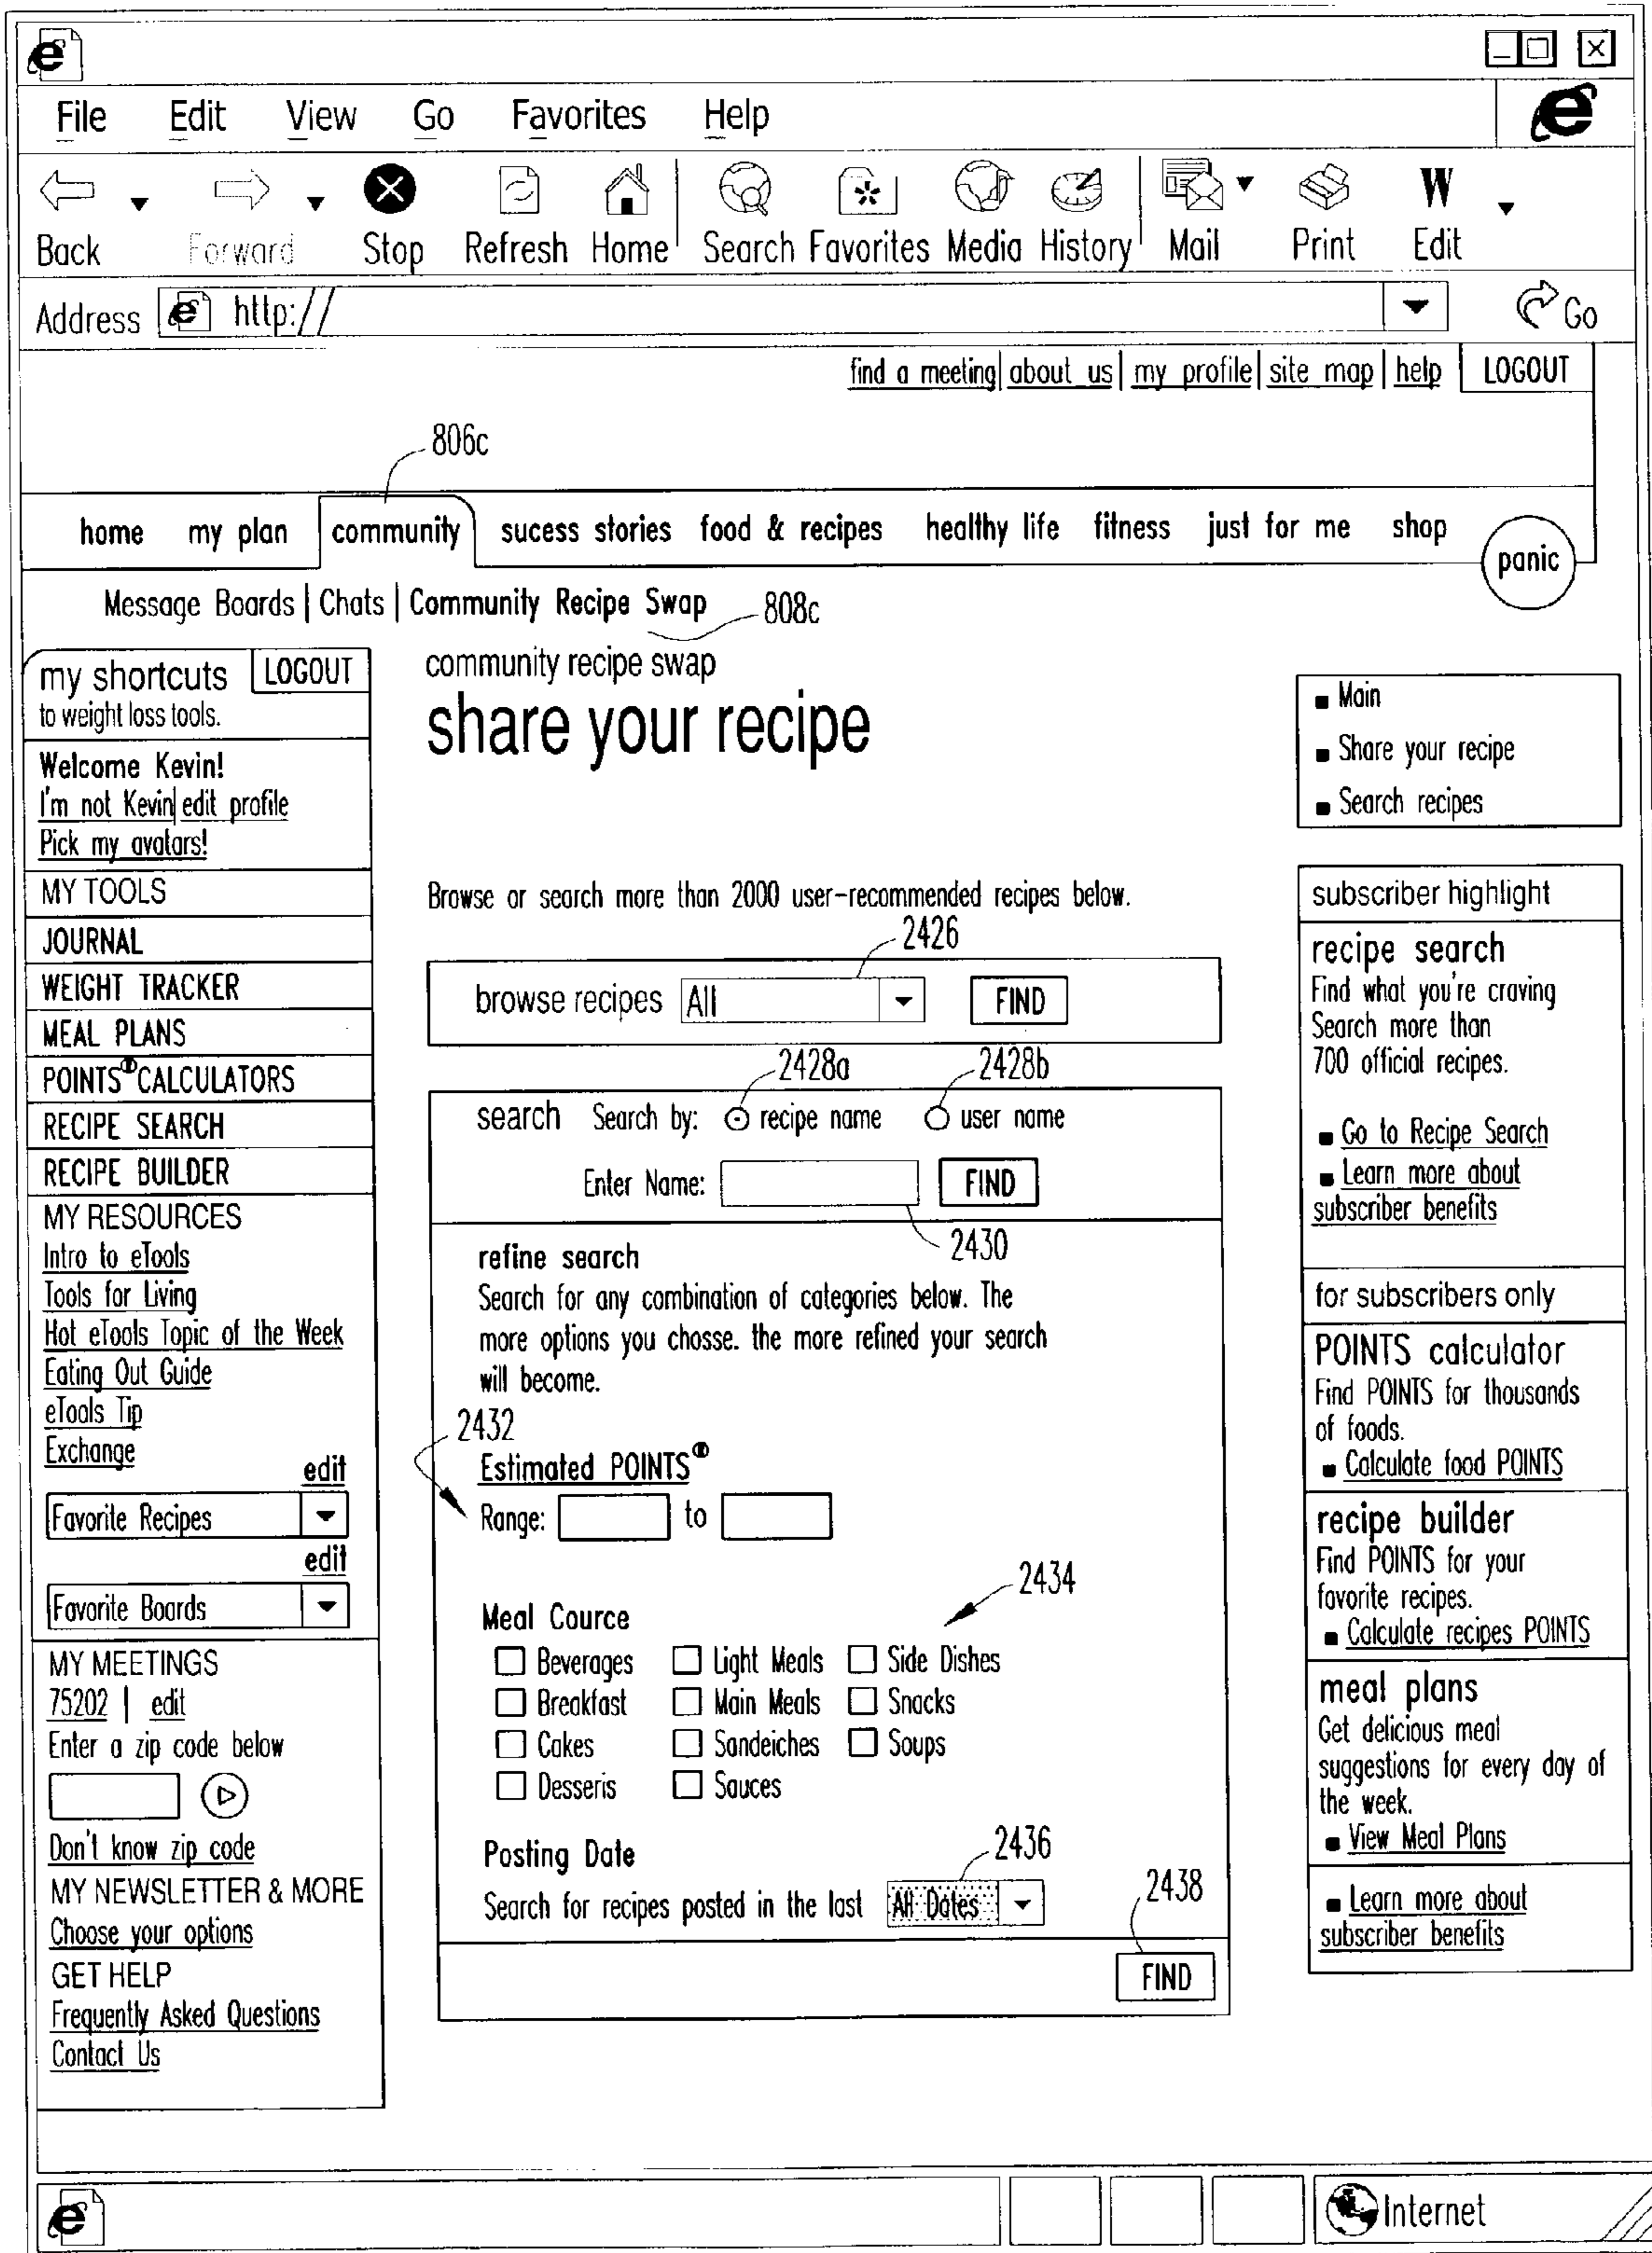 File Edit View Go Favorites Help
Back Forward Stop Refresh Home Search Favorites Media History Mail Print Edit
Address http:// Go
find a meeting | about us | my profile | site map | help LOGOUT
806c
home my plan community sucess stories food & recipes healthy life fitness just for me shop
panic
Message Boards | Chats | Community Recipe Swap 808c
my shortcuts LOGOUT
to weight loss tools.
Welcome Kevin!
I'm not Kevin | edit profile
Pick my avatars!
MY TOOLS
JOURNAL
WEIGHT TRACKER
MEAL PLANS
POINTS® CALCULATORS
RECIPE SEARCH
RECIPE BUILDER
MY RESOURCES
Intro to eTools
Tools for Living
Hot eTools Topic of the Week
Eating Out Guide
eTools Tip
Exchange
edit
Favorite Recipes
edit
Favorite Boards
MY MEETINGS
75202 | edit
Enter a zip code below
Don't know zip code
MY NEWSLETTER & MORE
Choose your options
GET HELP
Frequently Asked Questions
Contact Us
community recipe swap
share your recipe
Browse or search more than 2000 user-recommended recipes below.
2426
browse recipes All FIND
2428a 2428b
search Search by: recipe name user name
Enter Name: FIND
2430
refine search
Search for any combination of categories below. The
more options you chosse. the more refined your search
will become.
2432
Estimated POINTS®
Range: to
2434
Meal Cource
Beverages Light Meals Side Dishes
Breakfast Main Meals Snacks
Cakes Sandeiches Soups
Desseris Sauces
Posting Date 2436
Search for recipes posted in the last All Dates
2438
FIND
Main
Share your recipe
Search recipes
subscriber highlight
recipe search
Find what you're craving
Search more than
700 official recipes.
Go to Recipe Search
Learn more about
subscriber benefits
for subscribers only
POINTS calculator
Find POINTS for thousands
of foods.
Calculate food POINTS
recipe builder
Find POINTS for your
favorite recipes.
Calculate recipes POINTS
meal plans
Get delicious meal
suggestions for every day of
the week.
View Meal Plans
Learn more about
subscriber benefits
Internet